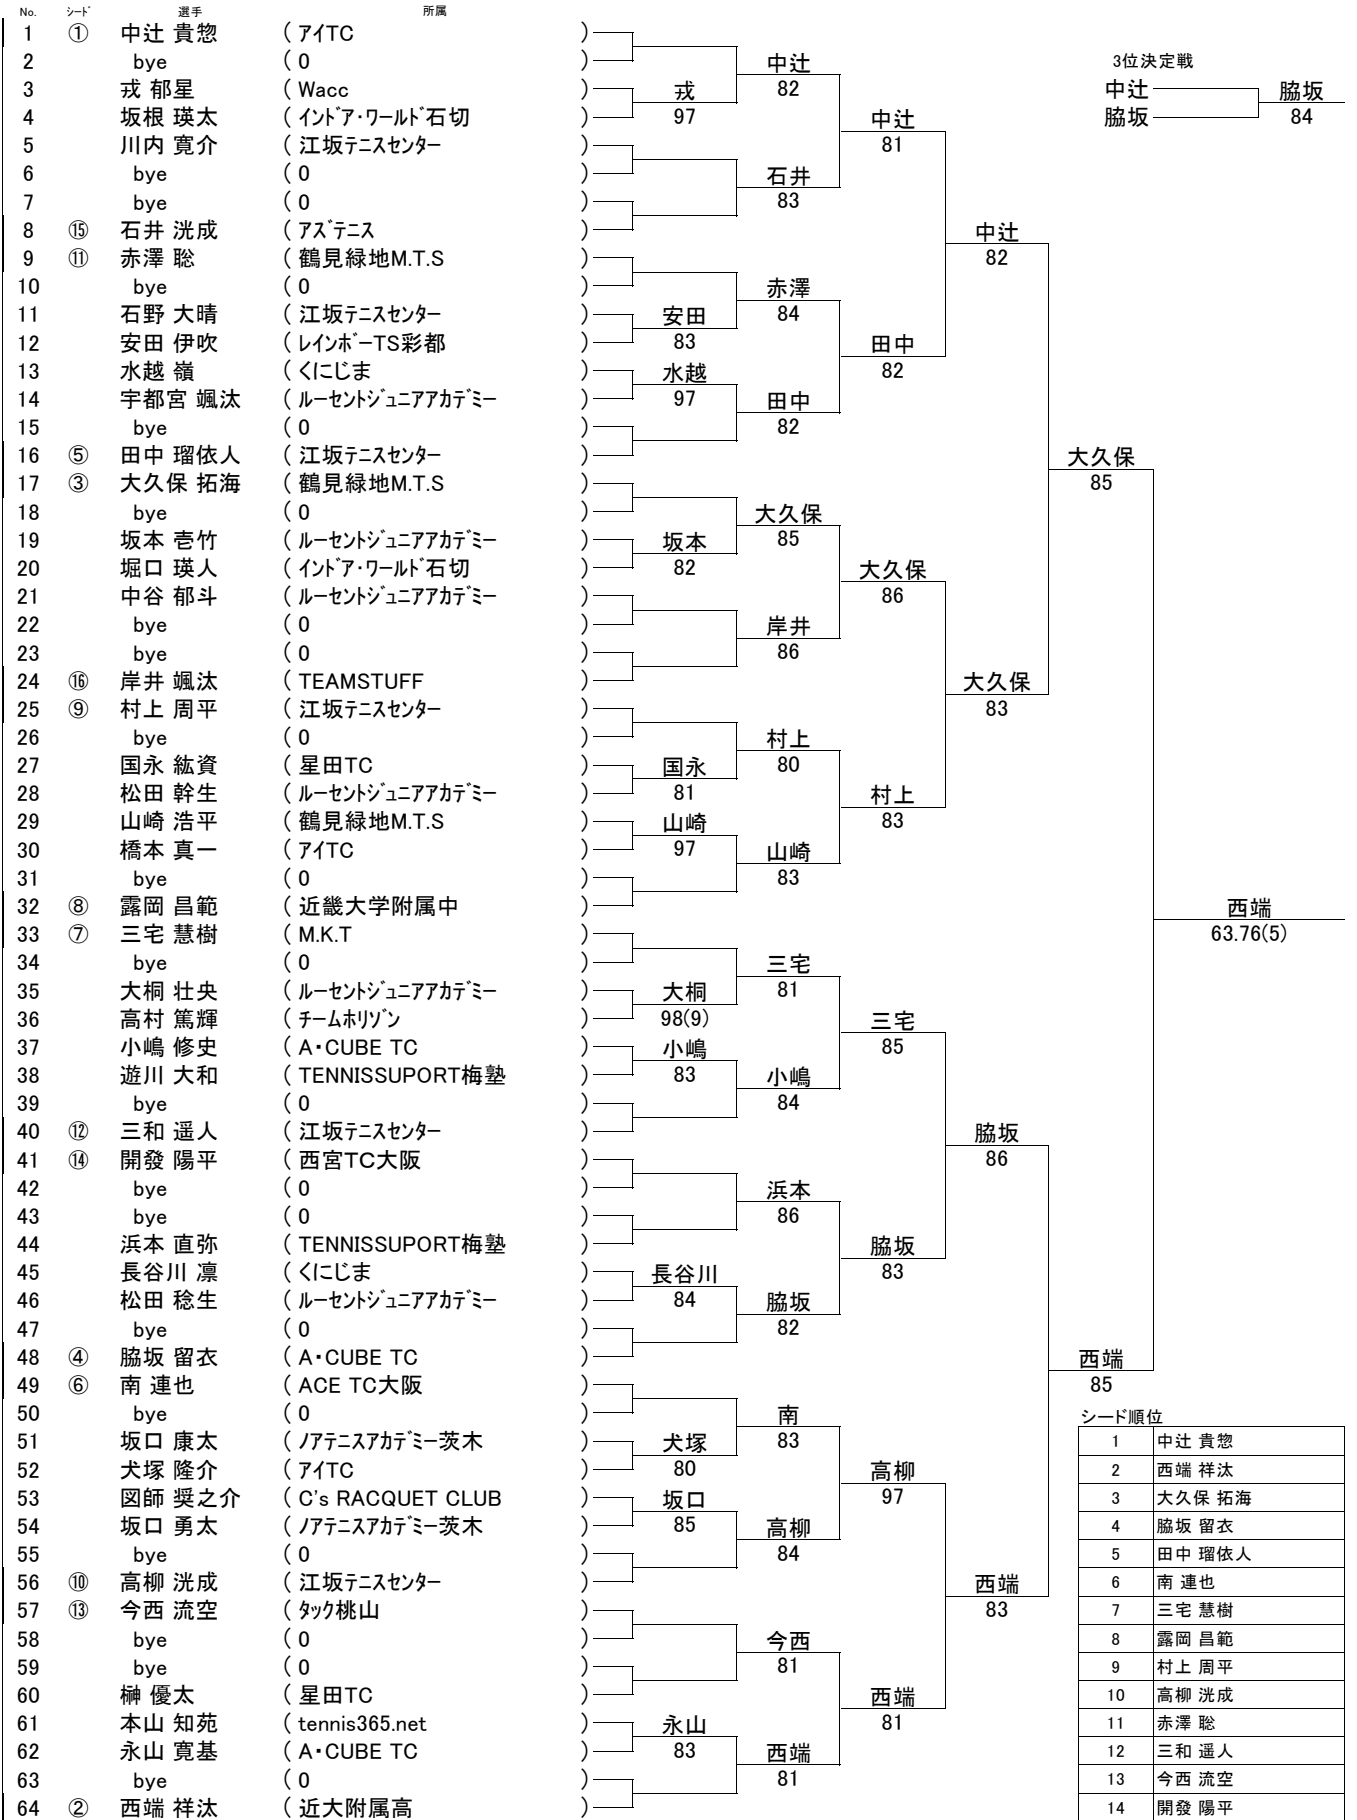 No. シード 選手 所属
1 ① 中辻 貴惣 ( アイTC )
2 bye ( 0 )
3 戎 郁星 ( Wacc )
4 坂根 瑛太 ( インドア・ワールド石切 )
5 川内 寛介 ( 江坂テニスセンター )
6 bye ( 0 )
7 bye ( 0 )
8 ⑮ 石井 洸成 ( アズテニス )
9 ⑪ 赤澤 聡 ( 鶴見緑地M.T.S )
10 bye ( 0 )
11 石野 大晴 ( 江坂テニスセンター )
12 安田 伊吹 ( レインボーTS彩都 )
13 水越 嶺 ( くにじま )
14 宇都宮 颯汰 ( ルーセントジュニアアカデミー )
15 bye ( 0 )
16 ⑤ 田中 瑠依人 ( 江坂テニスセンター )
17 ③ 大久保 拓海 ( 鶴見緑地M.T.S )
18 bye ( 0 )
19 坂本 壱竹 ( ルーセントジュニアアカデミー )
20 堀口 瑛人 ( インドア・ワールド石切 )
21 中谷 郁斗 ( ルーセントジュニアアカデミー )
22 bye ( 0 )
23 bye ( 0 )
24 ⑯ 岸井 颯汰 ( TEAMSTUFF )
25 ⑨ 村上 周平 ( 江坂テニスセンター )
26 bye ( 0 )
27 国永 紘資 ( 星田TC )
28 松田 幹生 ( ルーセントジュニアアカデミー )
29 山崎 浩平 ( 鶴見緑地M.T.S )
30 橋本 真一 ( アイTC )
31 bye ( 0 )
32 ⑧ 露岡 昌範 ( 近畿大学附属中 )
33 ⑦ 三宅 慧樹 ( M.K.T )
34 bye ( 0 )
35 大桐 壮央 ( ルーセントジュニアアカデミー )
36 高村 篤輝 ( チームホリゾン )
37 小嶋 修史 ( A・CUBE TC )
38 遊川 大和 ( TENNISSUPORT梅塾 )
39 bye ( 0 )
40 ⑫ 三和 遥人 ( 江坂テニスセンター )
41 ⑭ 開發 陽平 ( 西宮TC大阪 )
42 bye ( 0 )
43 bye ( 0 )
44 浜本 直弥 ( TENNISSUPORT梅塾 )
45 長谷川 凛 ( くにじま )
46 松田 稔生 ( ルーセントジュニアアカデミー )
47 bye ( 0 )
48 ④ 脇坂 留衣 ( A・CUBE TC )
49 ⑥ 南 連也 ( ACE TC大阪 )
50 bye ( 0 )
51 坂口 康太 ( ノアテニスアカデミー茨木 )
52 犬塚 隆介 ( アイTC )
53 図師 奨之介 ( C's RACQUET CLUB )
54 坂口 勇太 ( ノアテニスアカデミー茨木 )
55 bye ( 0 )
56 ⑩ 高柳 洸成 ( 江坂テニスセンター )
57 ⑬ 今西 流空 ( タック桃山 )
58 bye ( 0 )
59 bye ( 0 )
60 榊 優太 ( 星田TC )
61 本山 知苑 ( tennis365.net )
62 永山 寛基 ( A・CUBE TC )
63 bye ( 0 )
64 ② 西端 祥汰 ( 近大附属高 )
戎
97
安田
83
水越
97
坂本
82
国永
81
山崎
97
大桐
98(9)
小嶋
83
長谷川
84
犬塚
80
坂口
85
永山
83
中辻
82
石井
83
赤澤
84
田中
82
大久保
85
岸井
86
村上
80
山崎
83
三宅
81
小嶋
84
浜本
86
脇坂
82
南
83
高柳
84
今西
81
西端
81
中辻
81
田中
82
大久保
86
村上
83
三宅
85
脇坂
83
高柳
97
西端
81
中辻
82
大久保
83
脇坂
86
西端
83
大久保
85
西端
85
西端
63.76(5)
3位決定戦
中辻
脇坂
脇坂
84
シード順位
1 中辻 貴惣
2 西端 祥汰
3 大久保 拓海
4 脇坂 留衣
5 田中 瑠依人
6 南 連也
7 三宅 慧樹
8 露岡 昌範
9 村上 周平
10 高柳 洸成
11 赤澤 聡
12 三和 遥人
13 今西 流空
14 開發 陽平